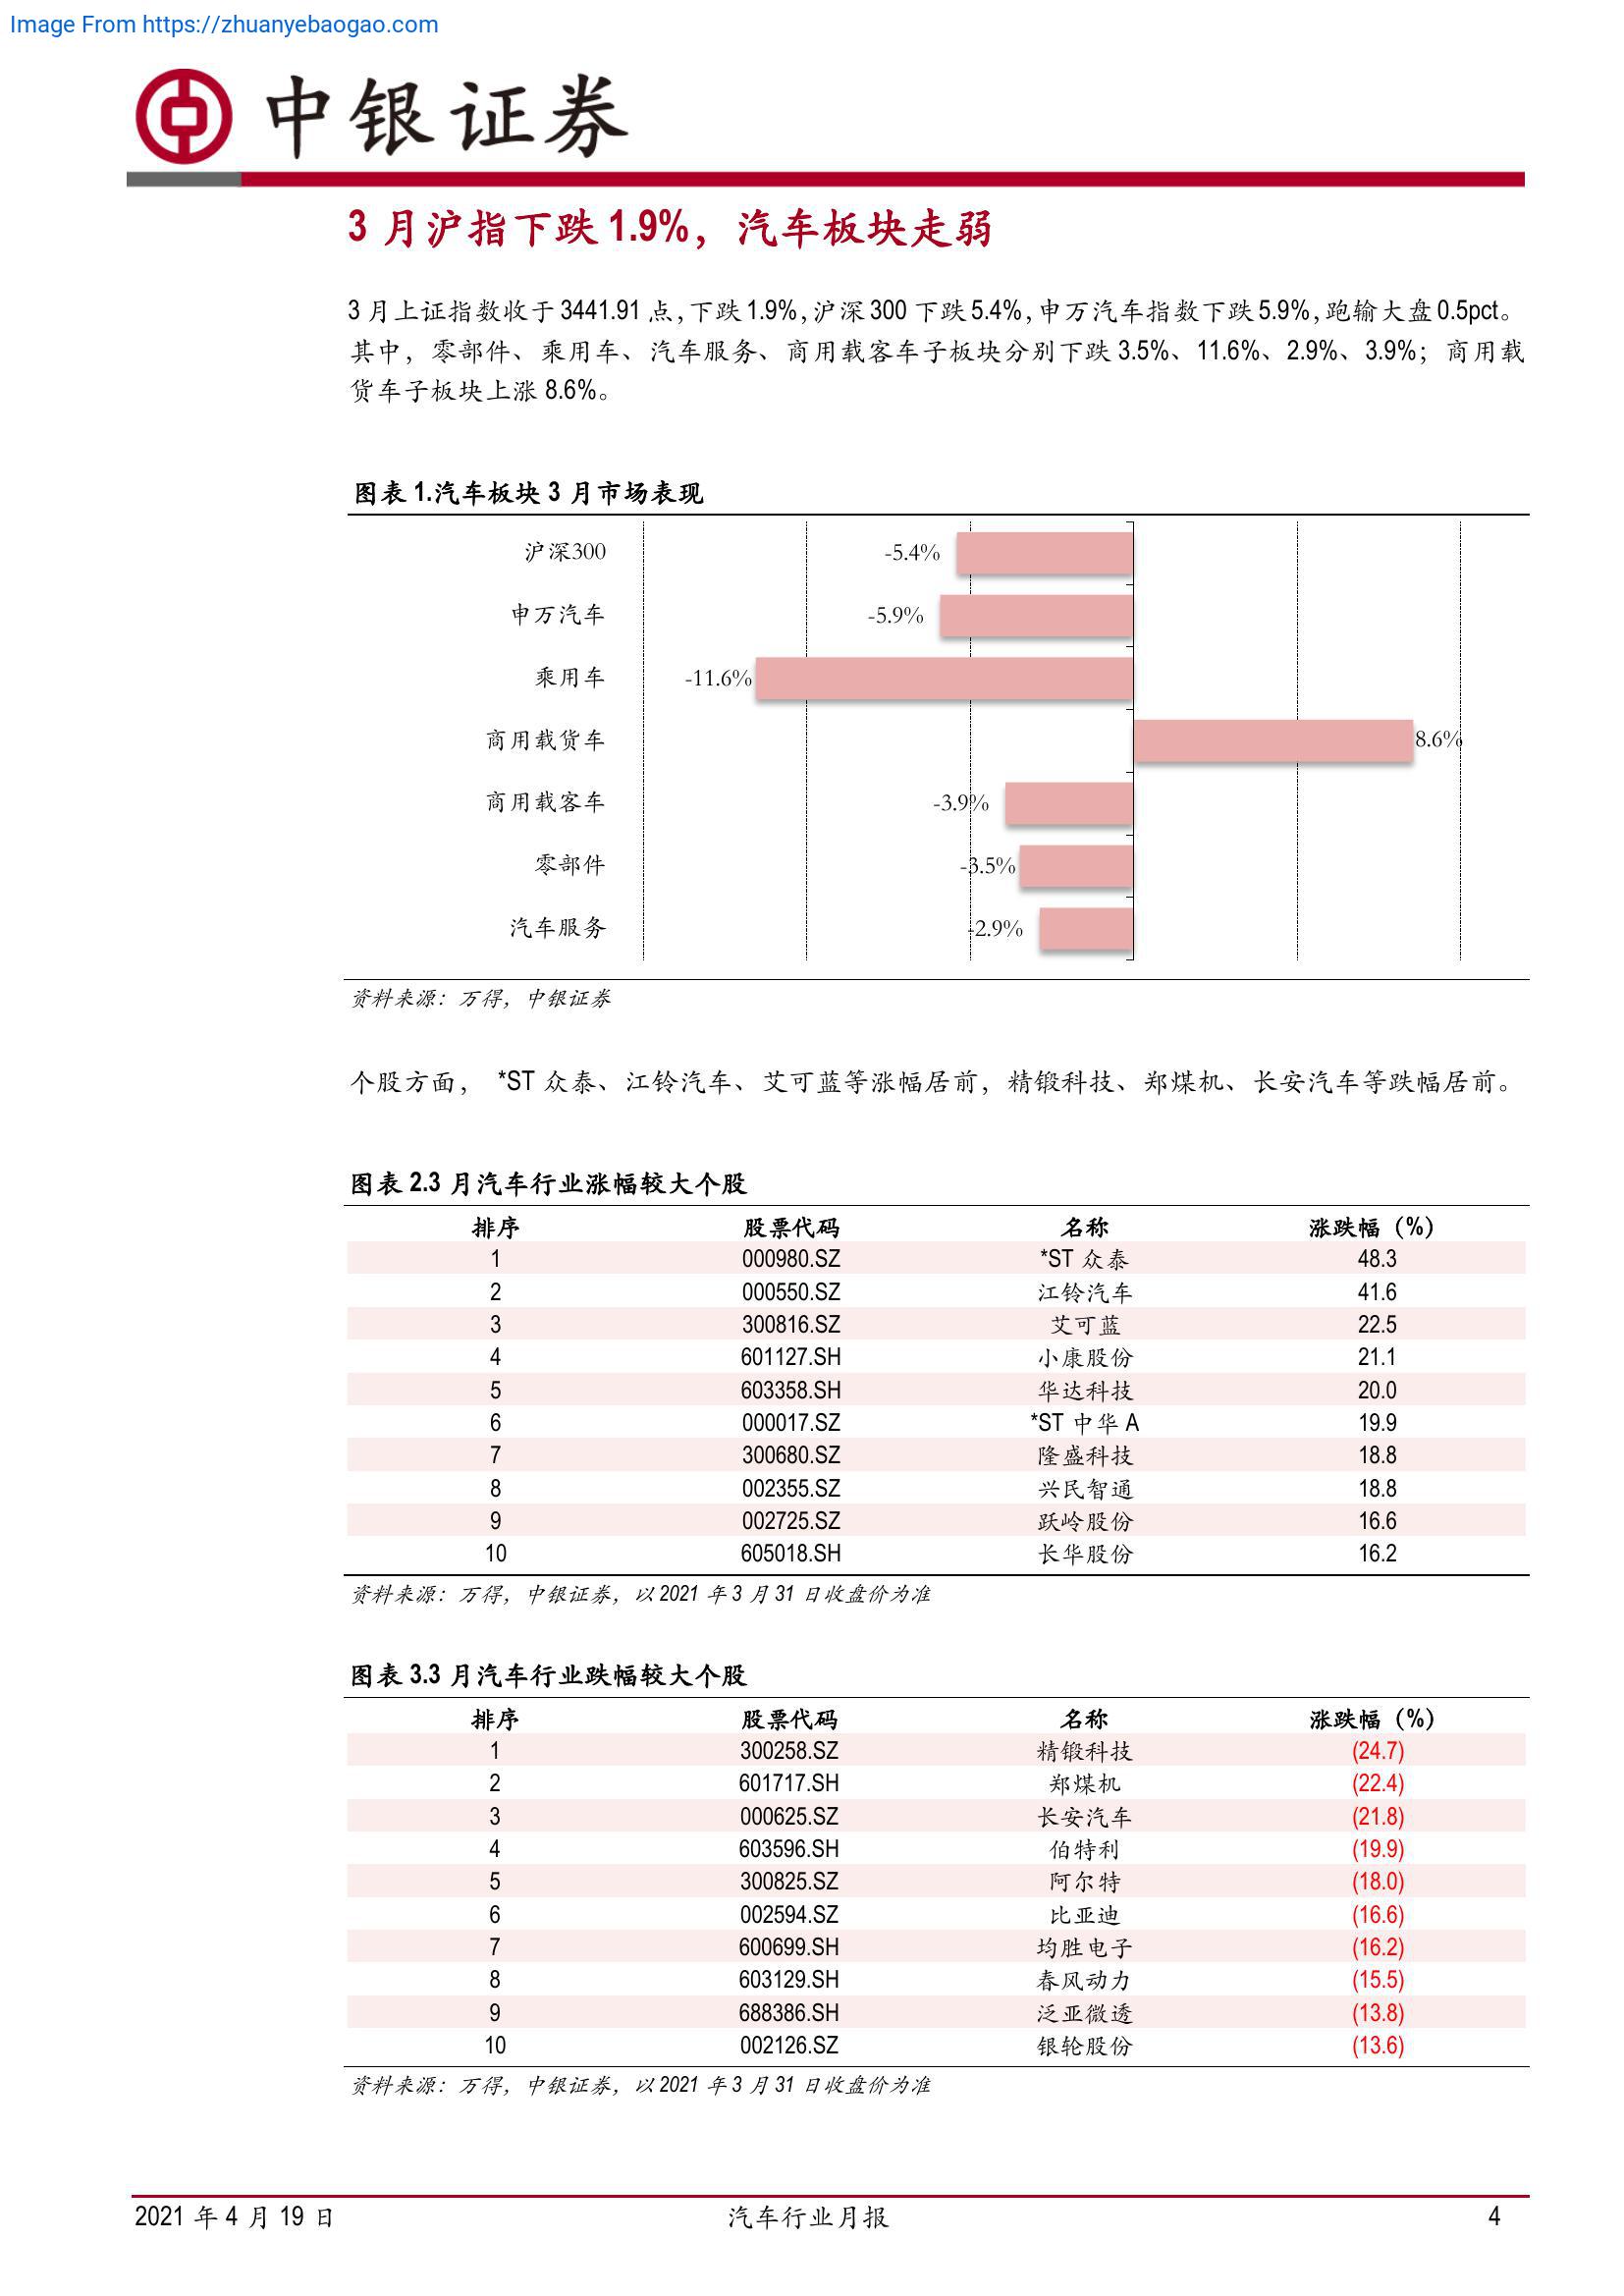 Image From https://zhuanyebaogao.com
中银证券
3 月沪指下跌 1.9%，汽车板块走弱
3 月上证指数收于 3441.91 点，下跌 1.9%，沪深 300 下跌 5.4%，申万汽车指数下跌 5.9%，跑输大盘 0.5pct。
其中，零部件、乘用车、汽车服务、商用载客车子板块分别下跌 3.5%、11.6%、2.9%、3.9%；商用载
货车子板块上涨 8.6%。
图表 1.汽车板块 3 月市场表现
沪深300 -5.4%
申万汽车 -5.9%
乘用车 -11.6%
商用载货车 8.6%
商用载客车 -3.9%
零部件 -3.5%
汽车服务 -2.9%
资料来源：万得，中银证券
个股方面， *ST 众泰、江铃汽车、艾可蓝等涨幅居前，精锻科技、郑煤机、长安汽车等跌幅居前。
图表 2.3 月汽车行业涨幅较大个股
排序 股票代码 名称 涨跌幅（%）
1 000980.SZ *ST 众泰 48.3
2 000550.SZ 江铃汽车 41.6
3 300816.SZ 艾可蓝 22.5
4 601127.SH 小康股份 21.1
5 603358.SH 华达科技 20.0
6 000017.SZ *ST 中华 A 19.9
7 300680.SZ 隆盛科技 18.8
8 002355.SZ 兴民智通 18.8
9 002725.SZ 跃岭股份 16.6
10 605018.SH 长华股份 16.2
资料来源：万得，中银证券，以 2021 年 3 月 31 日收盘价为准
图表 3.3 月汽车行业跌幅较大个股
排序 股票代码 名称 涨跌幅（%）
1 300258.SZ 精锻科技 (24.7)
2 601717.SH 郑煤机 (22.4)
3 000625.SZ 长安汽车 (21.8)
4 603596.SH 伯特利 (19.9)
5 300825.SZ 阿尔特 (18.0)
6 002594.SZ 比亚迪 (16.6)
7 600699.SH 均胜电子 (16.2)
8 603129.SH 春风动力 (15.5)
9 688386.SH 泛亚微透 (13.8)
10 002126.SZ 银轮股份 (13.6)
资料来源：万得，中银证券，以 2021 年 3 月 31 日收盘价为准
2021 年 4 月 19 日 汽车行业月报 4